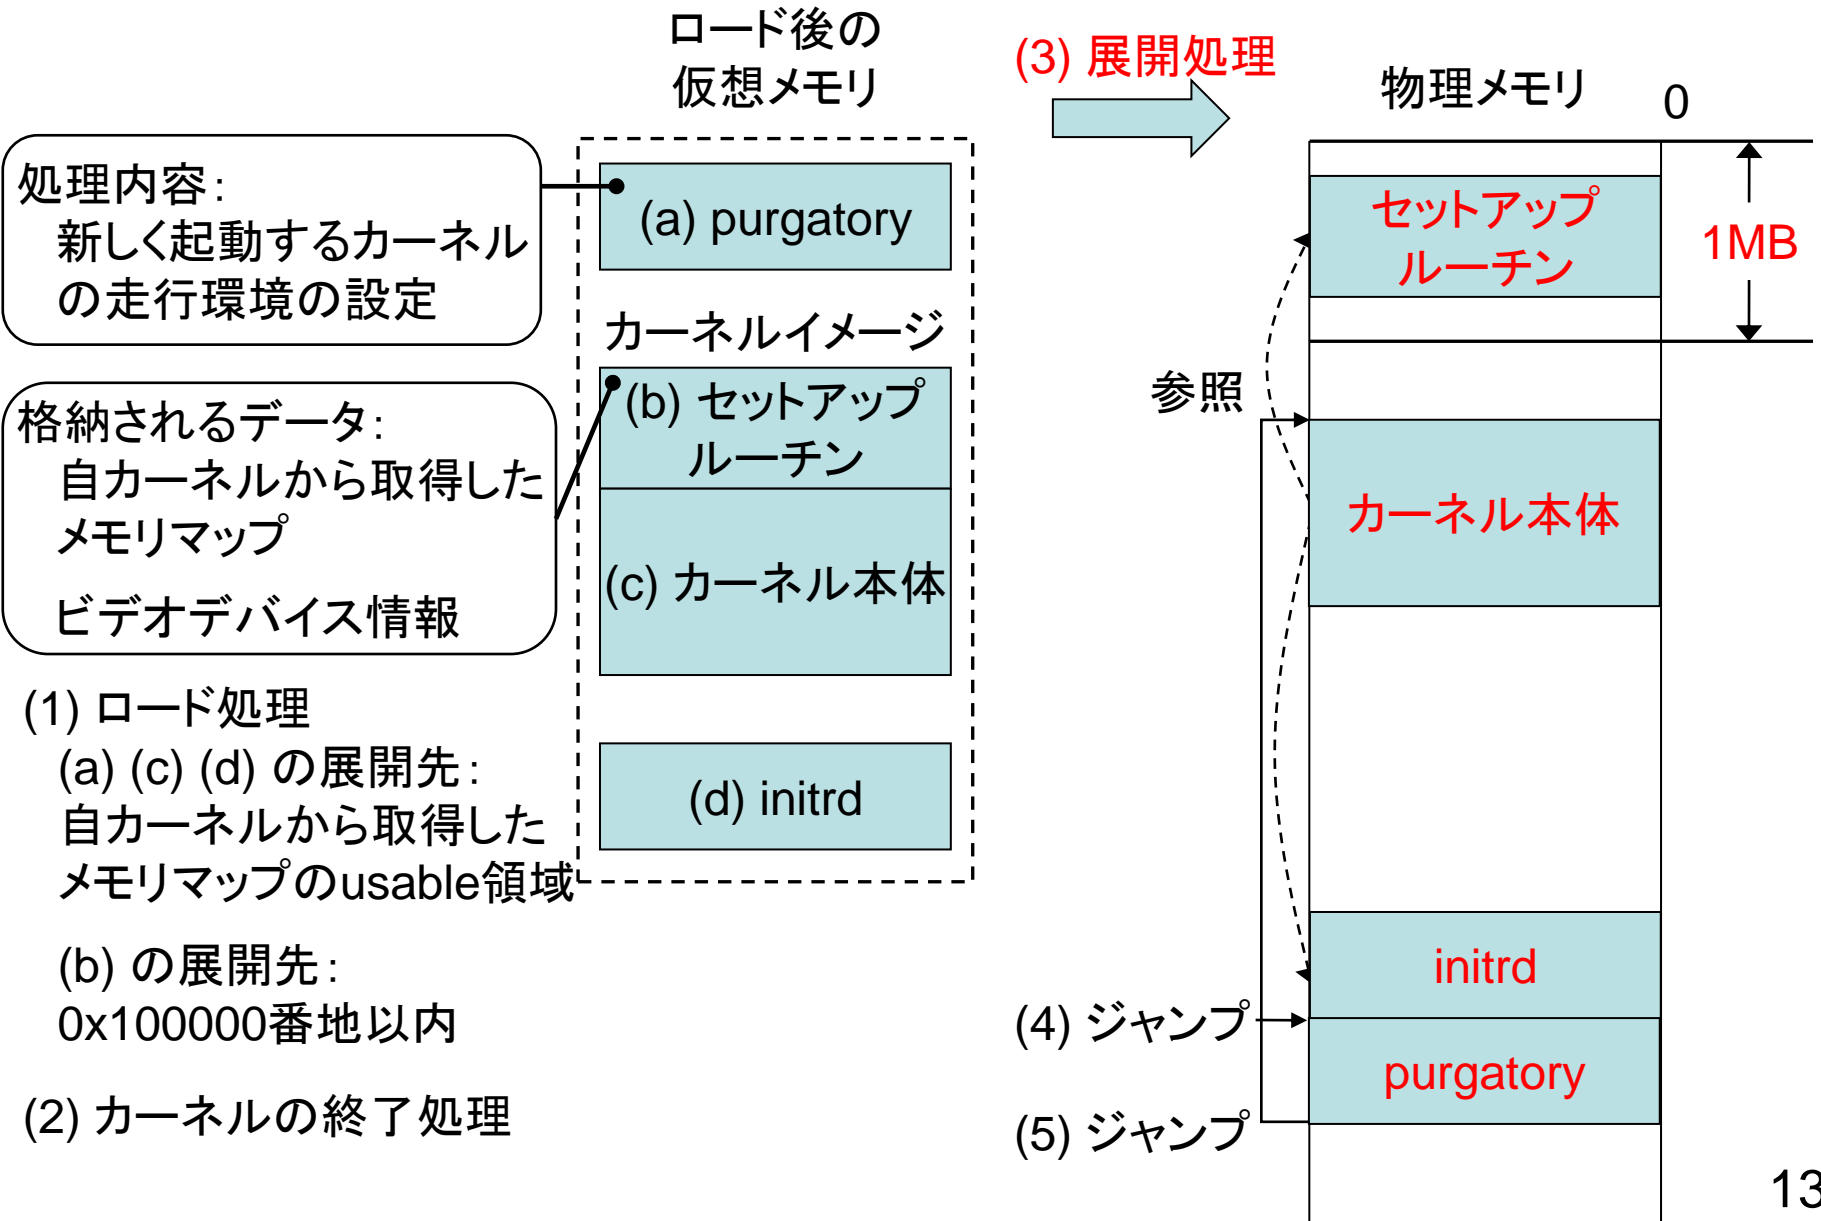 ロード後の
仮想メモリ
(3) 展開処理
物理メモリ
0
処理内容：
新しく起動するカーネル
の走行環境の設定
(a) purgatory
セットアップ
ルーチン
1MB
カーネルイメージ
格納されるデータ：
自カーネルから取得した
メモリマップ
ビデオデバイス情報
(b) セットアップ
ルーチン
(c) カーネル本体
参照
カーネル本体
(1) ロード処理
(a) (c) (d) の展開先：
自カーネルから取得した
メモリマップのusable領域
(d) initrd
(b) の展開先：
0x100000番地以内
(2) カーネルの終了処理
initrd
(4) ジャンプ
purgatory
(5) ジャンプ
13